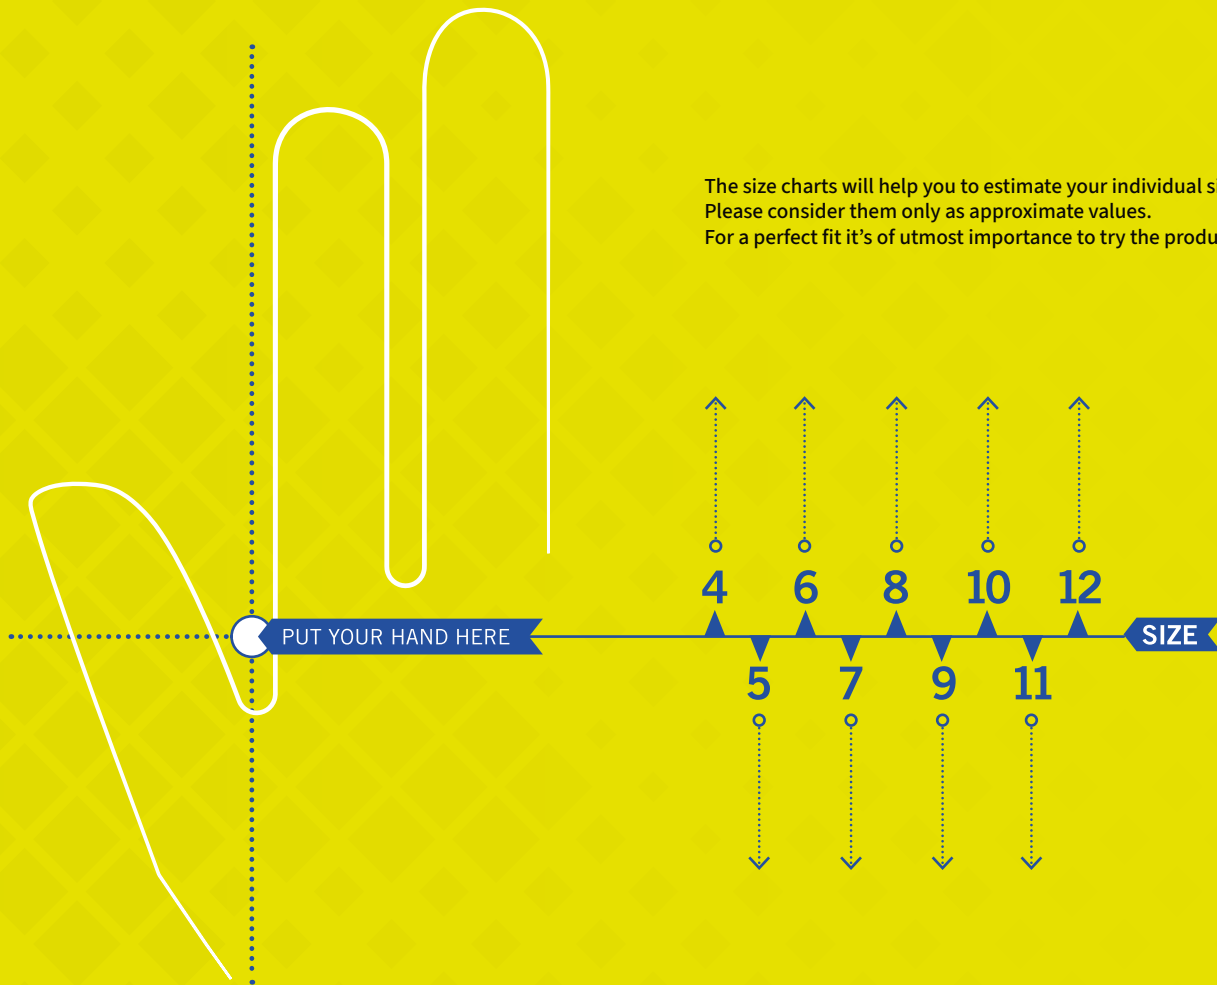 The size charts will help you to estimate your individual
Please consider them only as approximate values.
For a perfect fit it's of utmost importance to try the
4 6 8 10 12
PUT YOUR HAND HERE
SIZE
5 7 9 11